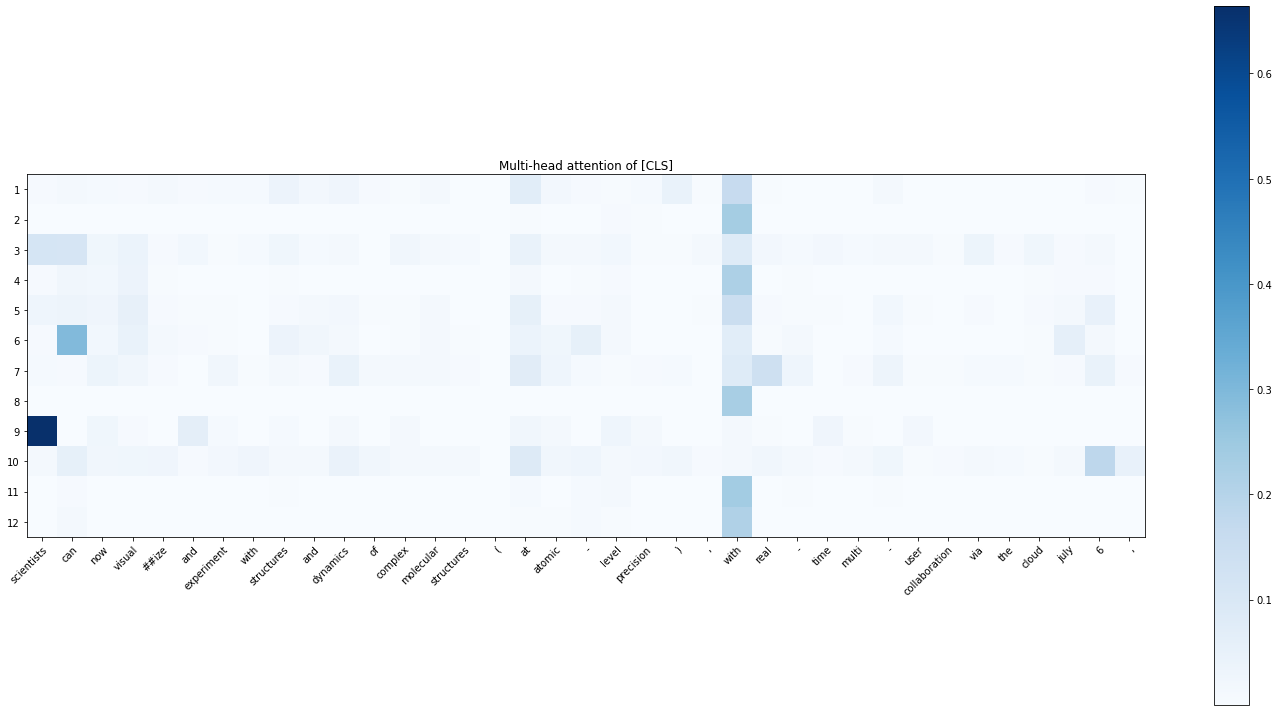 Multi-head attention of [CLS]
1
2
3
4
5
6
7
8
9
10
11
12
scientists
can
now
visual
##ize
and
experiment
with
structures
and
dynamics
of
complex
molecular
structures
(
at
atomic
-
level
precision
)
,
with
real
-
time
multi
-
user
collaboration
via
the
cloud
july
6
,
0.6
0.5
0.4
0.3
0.2
0.1